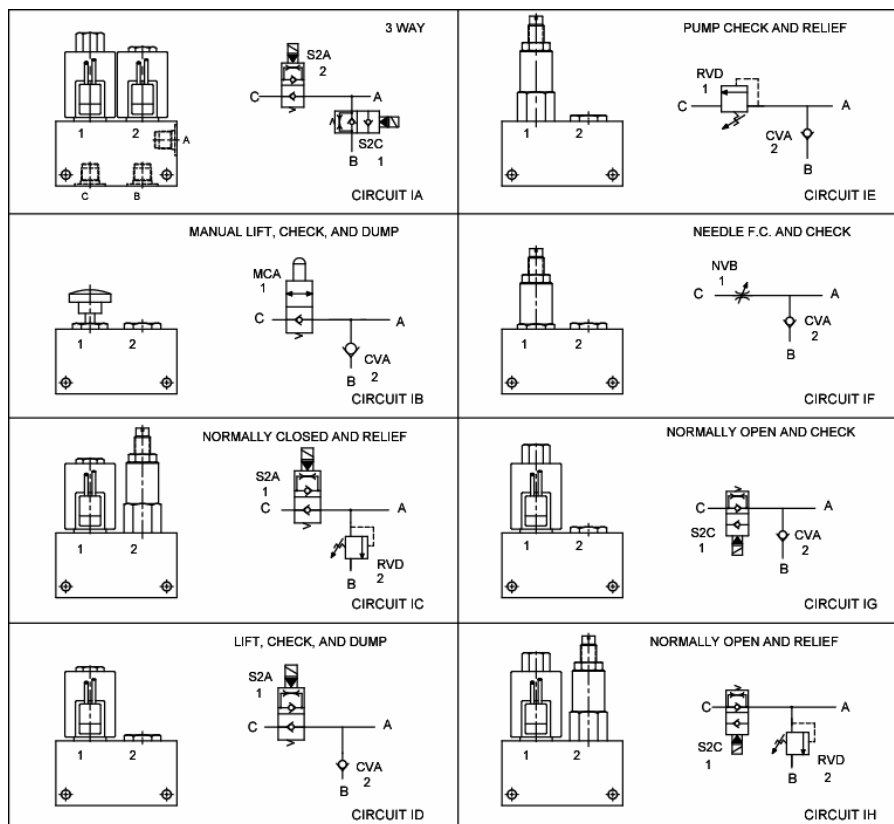 3 WAY
S2A
2
C
A
S2C
1
B
1
2
A
C
B
CIRCUIT IA
PUMP CHECK AND RELIEF
RVD
1
C
A
CVA
2
B
1
2
CIRCUIT IE
MANUAL LIFT, CHECK, AND DUMP
MCA
1
C
A
CVA
2
B
1
2
CIRCUIT IB
NEEDLE F.C. AND CHECK
NVB
1
C
A
CVA
2
B
1
2
CIRCUIT IF
NORMALLY CLOSED AND RELIEF
S2A
1
C
A
RVD
2
B
1
2
CIRCUIT IC
NORMALLY OPEN AND CHECK
C
A
S2C
1
CVA
2
B
1
2
CIRCUIT IG
LIFT, CHECK, AND DUMP
S2A
1
C
A
CVA
2
B
1
2
CIRCUIT ID
NORMALLY OPEN AND RELIEF
C
A
S2C
1
RVD
2
B
1
2
CIRCUIT IH